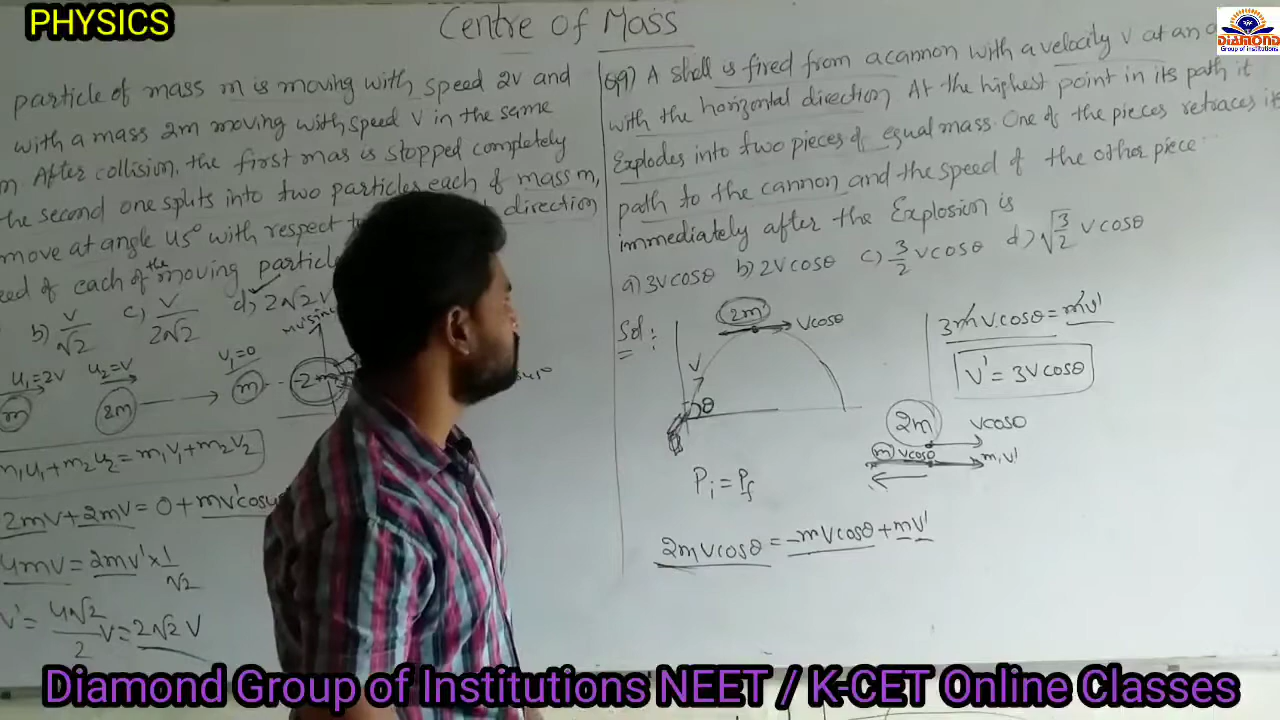 PHYSICS
Centre of Mass
DIAMOND
Group of institutions
particle of mass m is moving with speed 2v and
with a mass 2m moving with speed v in the same
After collision, the first mas is stopped completely
the second one splits into two particles each of mass m,
move at angle 45° with respect to direction
eed of each of the moving particle
b) v/√2 c) v/2√2 d) 2√2 v
mv'sin
u₁=2v u₂=v v₁=0
m 2m m 2m
m₁u₁+m₂u₂=m₁v₁+m₂v₂
2mv+2mv=0+mv'cos45
4mv=2mv'×1/√2
v'=4√2/2 v=2√2 v
Q9) A shell is fired from a cannon with a velocity v at an a
with the horizontal direction At the highest point in its path it
Explodes into two pieces of equal mass. One of the pieces retraces its
path to the cannon and the speed of the other piece
immediately after the Explosion is
a) 3vcosθ b) 2vcosθ c) 3/2 vcosθ d) √3/2 vcosθ
Sol:
2m
vcosθ
v
θ
Pi=Pf
2mvcosθ=-mvcosθ+mv'
3mvcosθ=mv'
v'=3vcosθ
2m vcosθ
m vcosθ m,v'
Diamond Group of Institutions NEET / K-CET Online Classes